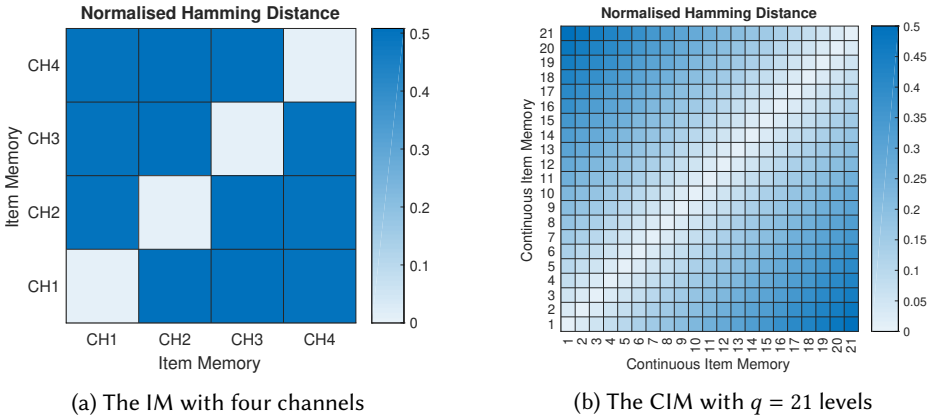 Normalised Hamming Distance
CH4
CH3
CH2
CH1
Item Memory
CH1 CH2 CH3 CH4
Item Memory
0.5
0.4
0.3
0.2
0.1
0
(a) The IM with four channels
Normalised Hamming Distance
21
20
19
18
17
16
15
14
13
12
11
10
9
8
7
6
5
4
3
2
1
Continuous Item Memory
1 2 3 4 5 6 7 8 9 10 11 12 13 14 15 16 17 18 19 20 21
Continuous Item Memory
0.5
0.45
0.4
0.35
0.3
0.25
0.2
0.15
0.1
0.05
0
(b) The CIM with q = 21 levels